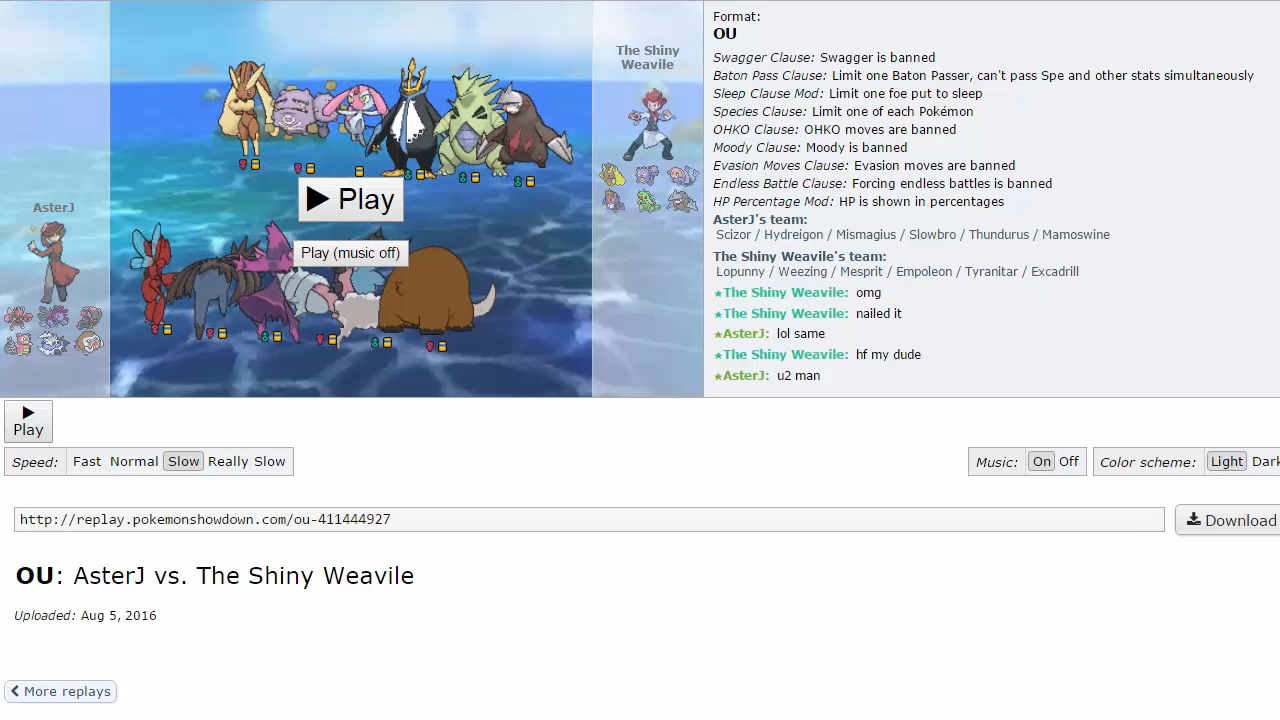 The Shiny
Weavile
AsterJ
Play
Play (music off)
Format:
OU
Swagger Clause: Swagger is banned
Baton Pass Clause: Limit one Baton Passer, can't pass Spe and other stats simultaneously
Sleep Clause Mod: Limit one foe put to sleep
Species Clause: Limit one of each Pokémon
OHKO Clause: OHKO moves are banned
Moody Clause: Moody is banned
Evasion Moves Clause: Evasion moves are banned
Endless Battle Clause: Forcing endless battles is banned
HP Percentage Mod: HP is shown in percentages
AsterJ's team:
Scizor / Hydreigon / Mismagius / Slowbro / Thundurus / Mamoswine
The Shiny Weavile's team:
Lopunny / Weezing / Mesprit / Empoleon / Tyranitar / Excadrill
★The Shiny Weavile: omg
★The Shiny Weavile: nailed it
★AsterJ: lol same
★The Shiny Weavile: hf my dude
★AsterJ: u2 man
Play
Speed: Fast Normal Slow Really Slow
Music: On Off
Color scheme: Light Dark
http://replay.pokemonshowdown.com/ou-411444927
Download
OU: AsterJ vs. The Shiny Weavile
Uploaded: Aug 5, 2016
More replays